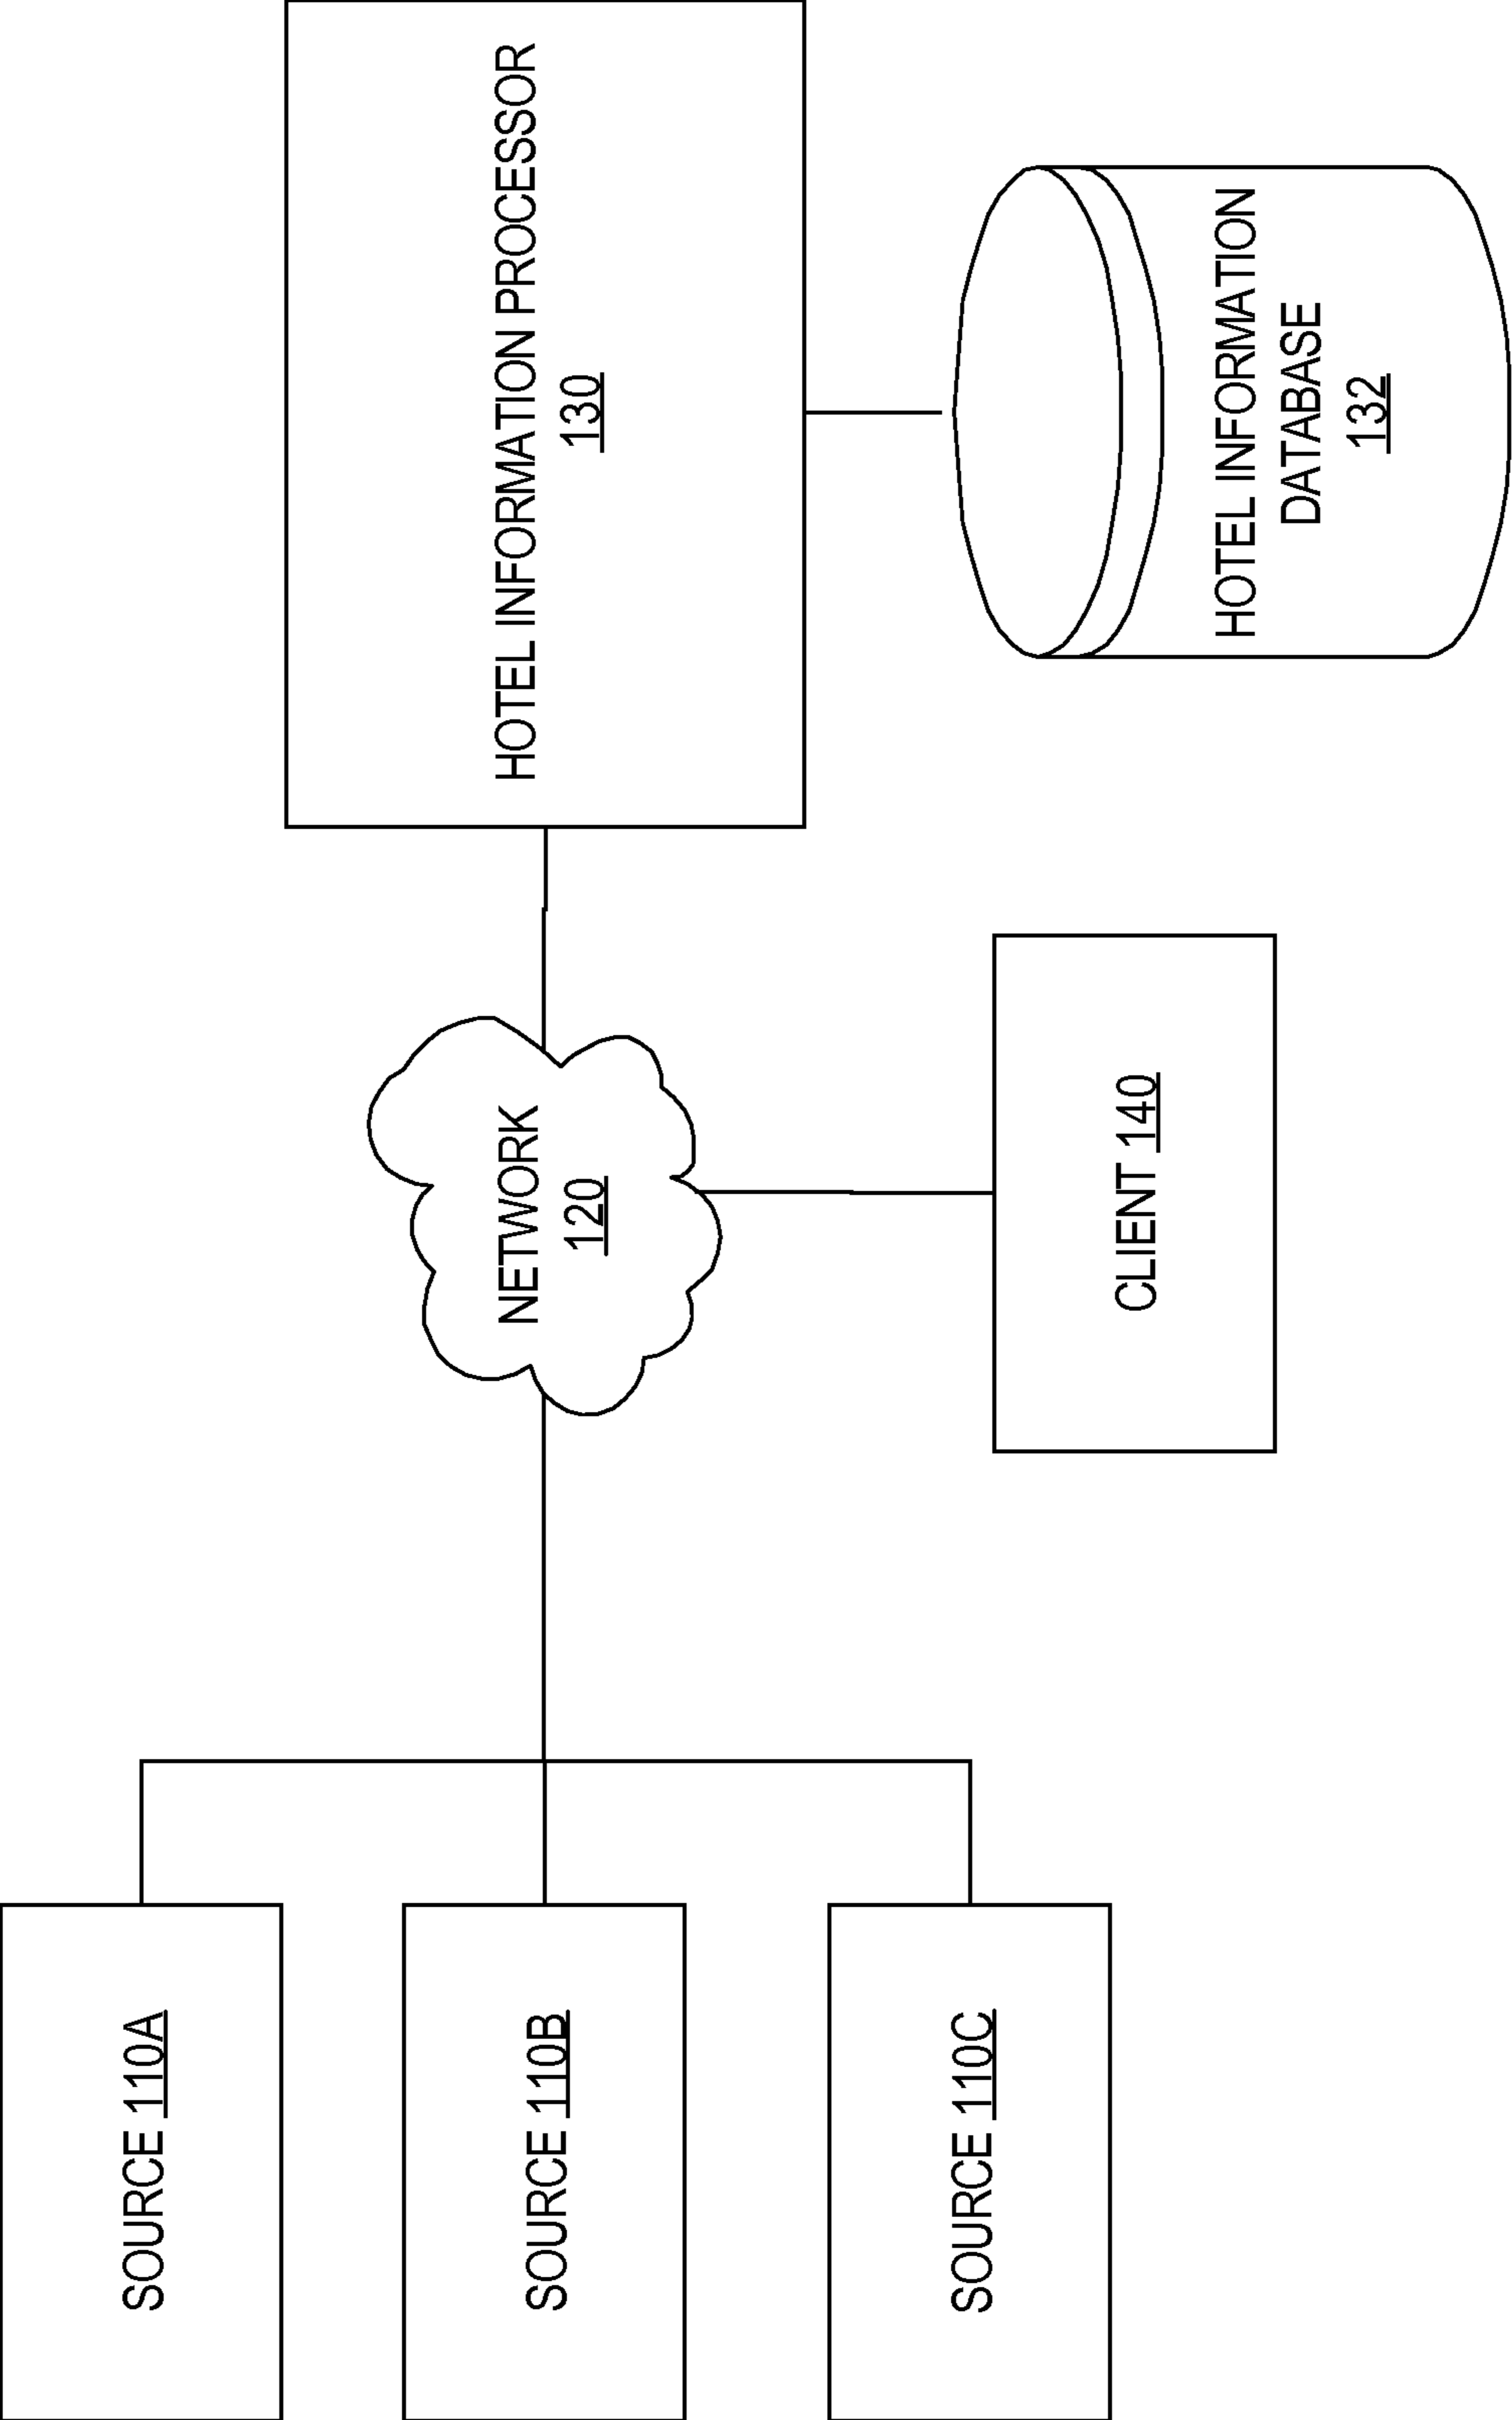 SOURCE 110A
SOURCE 110B
SOURCE 110C
NETWORK
120
CLIENT 140
HOTEL INFORMATION PROCESSOR
130
HOTEL INFORMATION
DATABASE
132